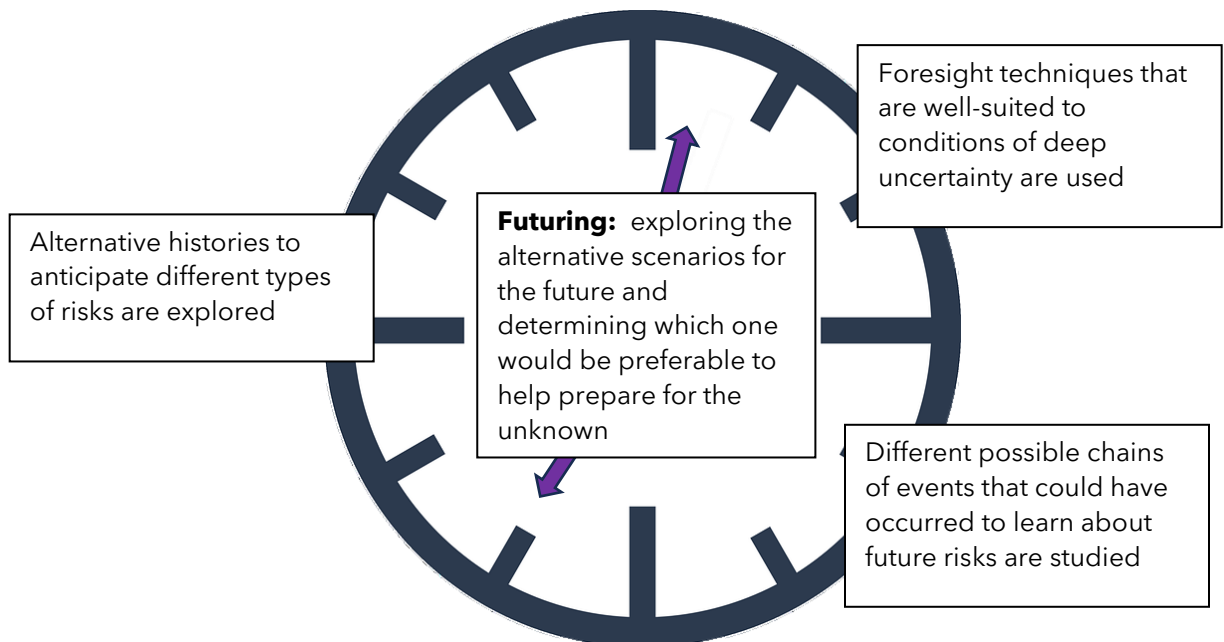 Foresight techniques that
are well-suited to
conditions of deep
uncertainty are used
Alternative histories to
anticipate different types
of risks are explored
Futuring:  exploring the
alternative scenarios for
the future and
determining which one
would be preferable to
help prepare for the
unknown
Different possible chains
of events that could have
occurred to learn about
future risks are studied